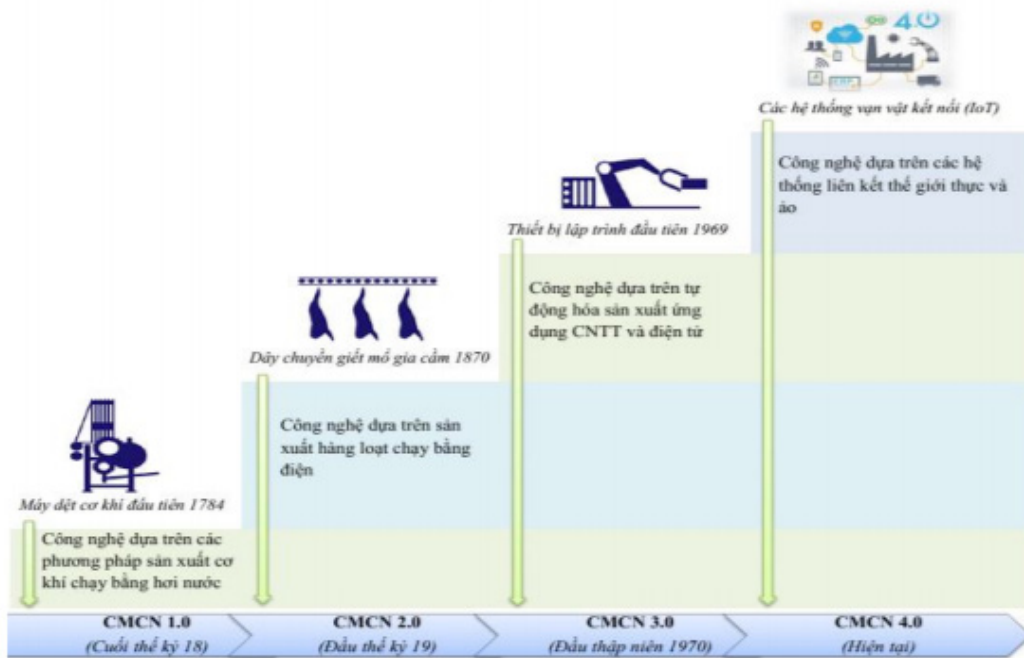 4.0
ERP
Các hệ thống vạn vật kết nối (IoT)
Công nghệ dựa trên các hệ
thống liên kết thế giới thực và
ảo
Thiết bị lập trình đầu tiên 1969
Công nghệ dựa trên tự
động hóa sản xuất ứng
dụng CNTT và điện tử
Dây chuyền giết mổ gia cầm 1870
Công nghệ dựa trên sản
xuất hàng loạt chạy bằng
điện
Máy dệt cơ khí đầu tiên 1784
Công nghệ dựa trên các
phương pháp sản xuất cơ
khí chạy bằng hơi nước
CMCN 1.0
(Cuối thế kỷ 18)
CMCN 2.0
(Đầu thế kỷ 19)
CMCN 3.0
(Đầu thập niên 1970)
CMCN 4.0
(Hiện tại)